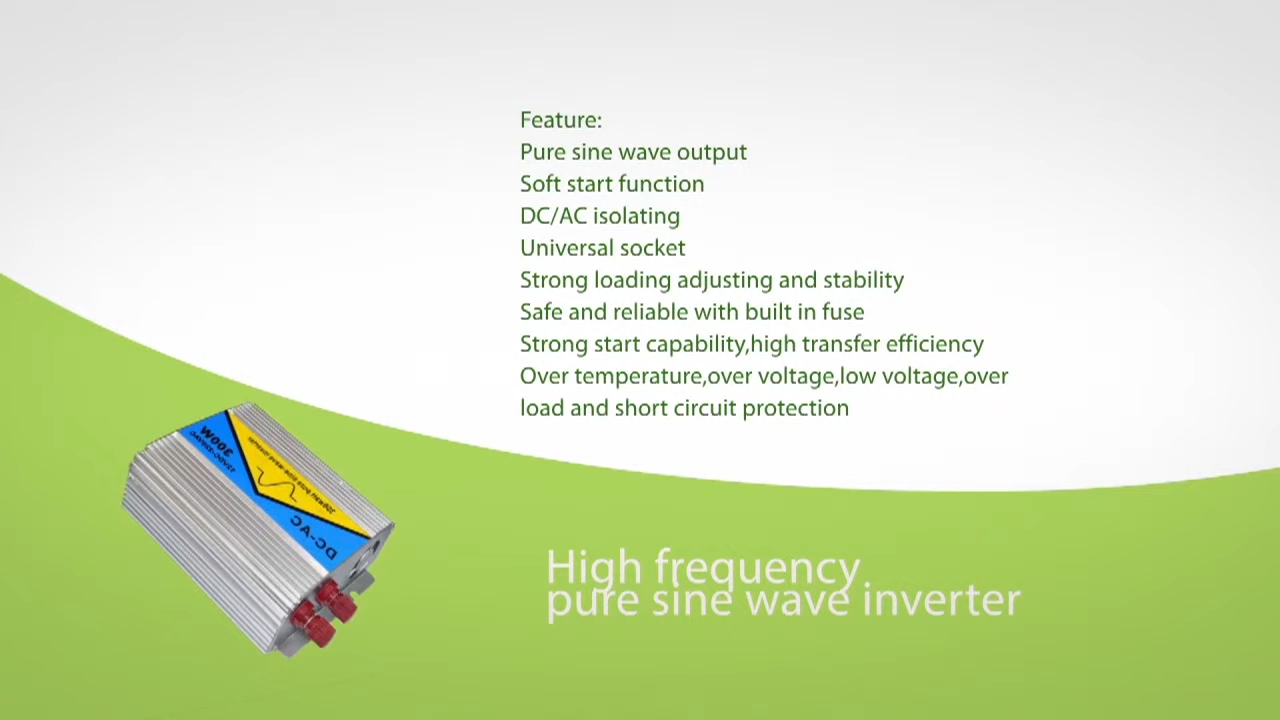 Feature:
Pure sine wave output
Soft start function
DC/AC isolating
Universal socket
Strong loading adjusting and stability
Safe and reliable with built in fuse
Strong start capability,high transfer efficiency
Over temperature,over voltage,low voltage,over
load and short circuit protection
300W
DC-AC
High frequency
pure sine wave inverter